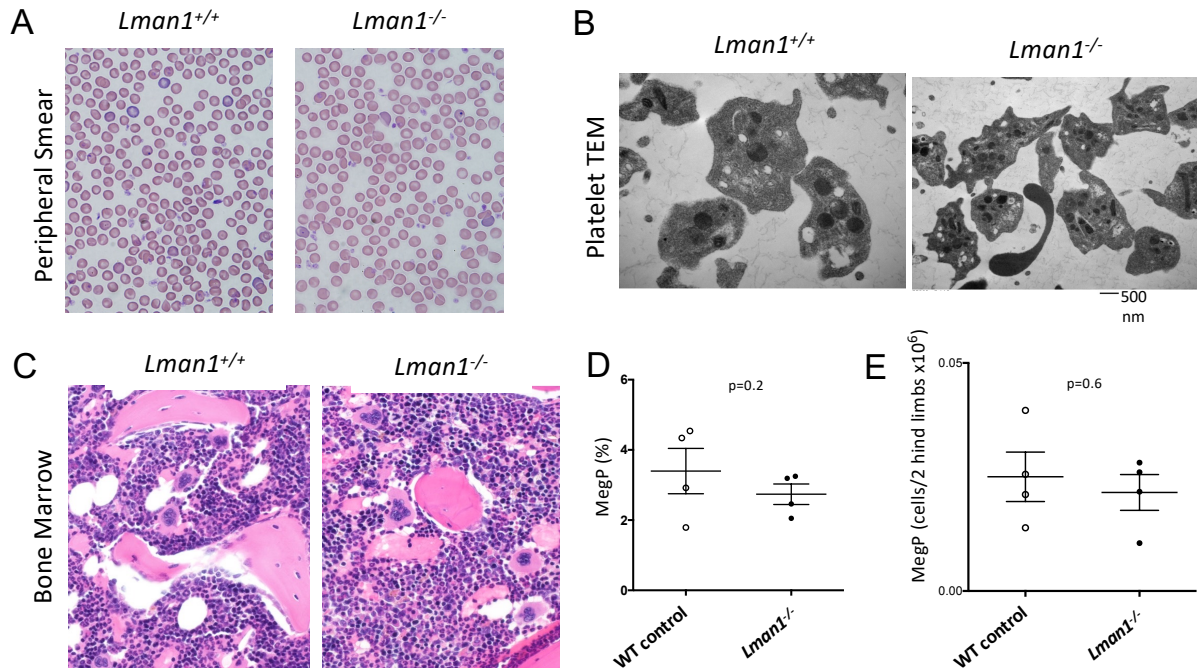 A
Lman1+/+
Lman1-/-
Peripheral Smear
B
Lman1+/+
Lman1-/-
Platelet TEM
500
nm
C
Lman1+/+
Lman1-/-
Bone Marrow
D
p=0.2
MegP (%)
6
4
2
0
WT control
Lman1-/-
E
p=0.6
MegP (cells/2 hind limbs x10⁶)
0.05
0.00
WT control
Lman1-/-